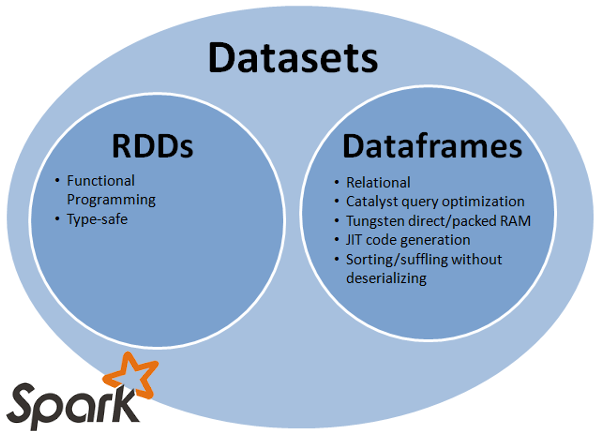 Datasets
RDDs
• Functional
Programming
• Type-safe
Dataframes
• Relational
• Catalyst query optimization
• Tungsten direct/packed RAM
• JIT code generation
• Sorting/suffling without
deserializing
Spark